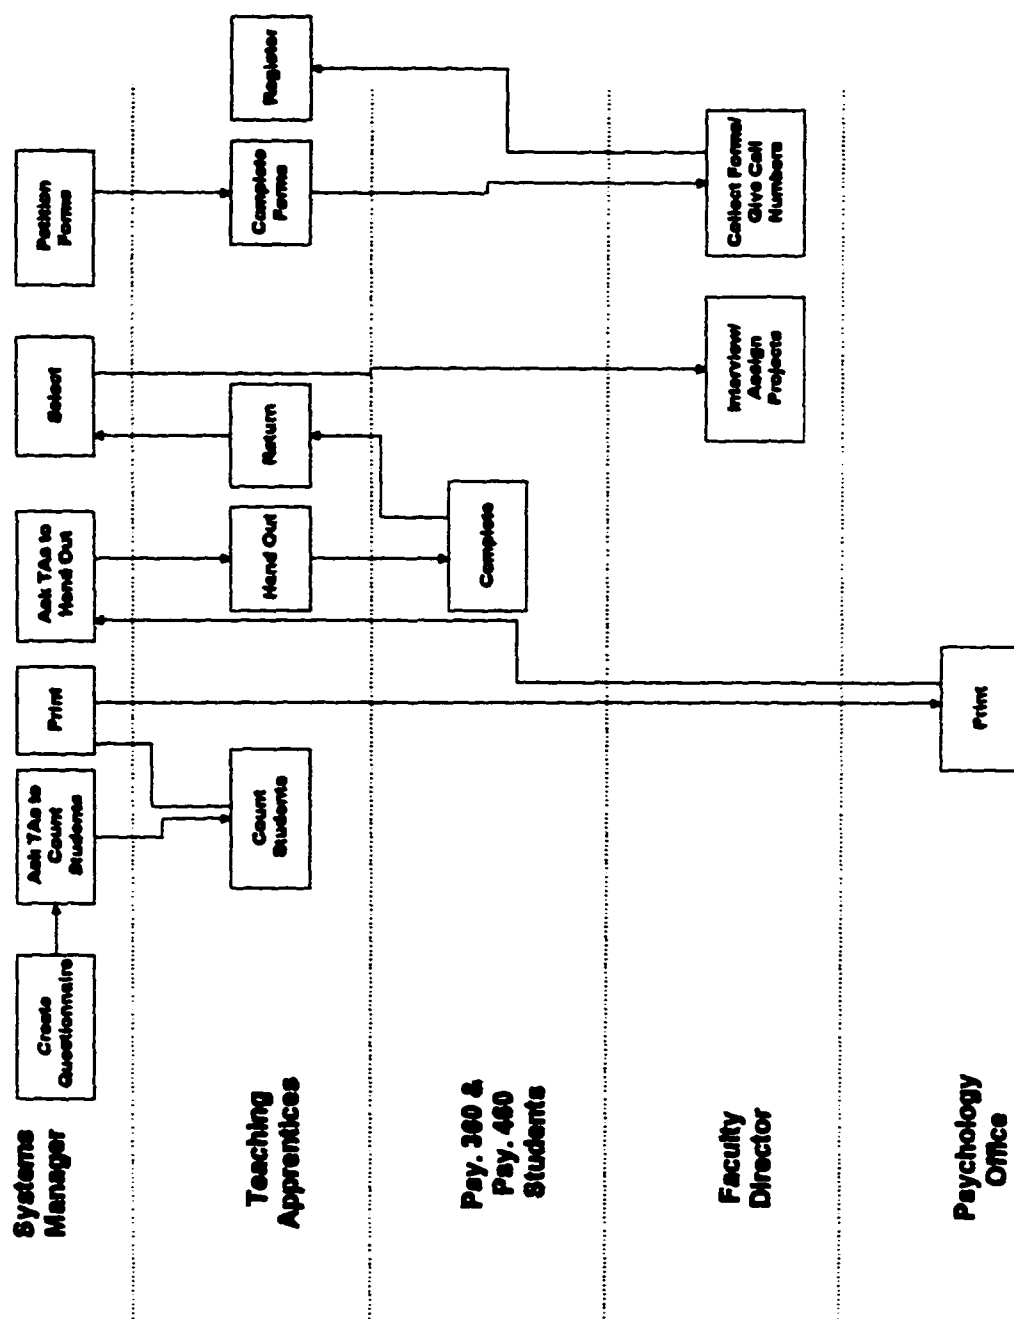 Systems
Manager
Create
Questionnaire
Ask TAs to
Count
Students
Print
Ask TAs to
Hand Out
Select
Petition
Forms
Teaching
Apprentices
Count
Students
Hand Out
Return
Complete
Forms
Register
Psy. 360 &
Psy. 460
Students
Complete
Faculty
Director
Interview/
Assign
Projects
Collect Forms/
Give Call
Numbers
Psychology
Office
Print